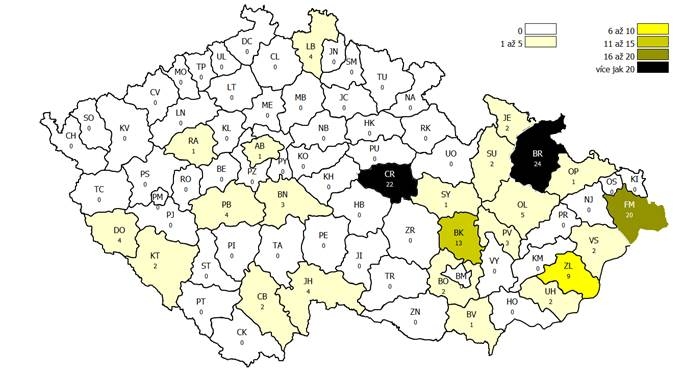 0
1 až 5
6 až 10
11 až 15
16 až 20
více jak 20
LB
4
DC
0
JN
0
UL
0
CL
0
SM
0
TP
0
MO
0
TU
0
LT
0
CV
0
MB
0
JC
0
NA
0
ME
0
SO
0
LN
0
JE
2
KV
0
KL
0
NB
0
HK
0
RK
0
CH
0
RA
1
AB
1
PU
0
UO
0
SU
2
BR
24
KO
0
PY
0
OP
1
BE
0
PZ
0
PS
0
RO
0
KH
0
CR
22
OS
0
KI
0
TC
0
PM
0
BN
3
SY
1
PB
4
HB
0
OL
5
NJ
0
FM
20
PJ
0
PR
0
DO
4
PI
0
TA
0
PE
0
ZR
0
BK
13
PV
3
VS
2
KT
2
JI
0
VY
0
KM
0
ST
0
ZL
9
TR
0
BM
0
BO
2
JH
4
UH
2
CB
2
PT
0
HO
0
ZN
0
BV
1
CK
0